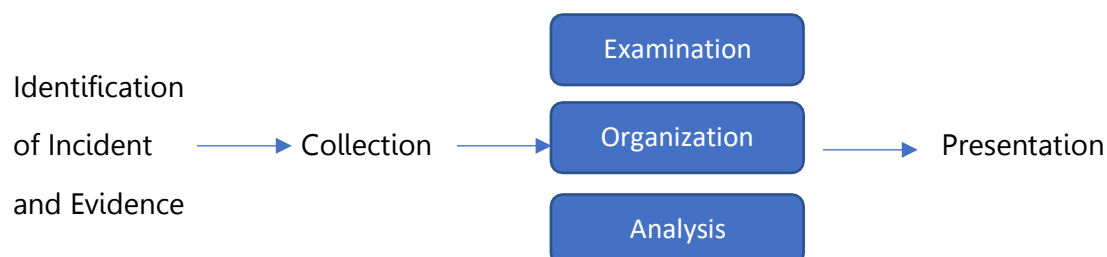 Identification
of Incident
and Evidence
Collection
Examination
Organization
Analysis
Presentation